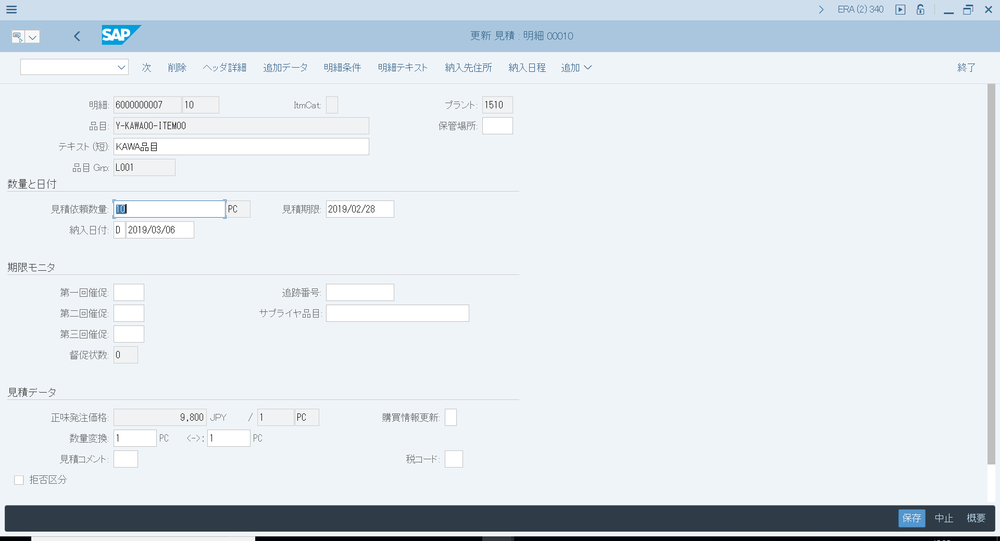 ERA (2) 340
SAP
更新 見積 : 明細 00010
次 削除 ヘッダ詳細 追加データ 明細条件 明細テキスト 納入先住所 納入日程 追加 終了
明細: 6000000007 10 ItmCat: プラント: 1510
品目: Y-KAWA00-ITEM00 保管場所:
テキスト (短): KAWA品目
品目 Grp: L001
数量と日付
見積依頼数量: 10 PC 見積期限: 2019/02/28
納入日付: D 2019/03/06
期限モニタ
第一回催促: 追跡番号:
第二回催促: サプライヤ品目:
第三回催促:
督促状数: 0
見積データ
正味発注価格: 9,800 JPY / 1 PC 購買情報更新:
数量変換: 1 PC <->: 1 PC
見積コメント: 税コード:
拒否区分
保存 中止 概要